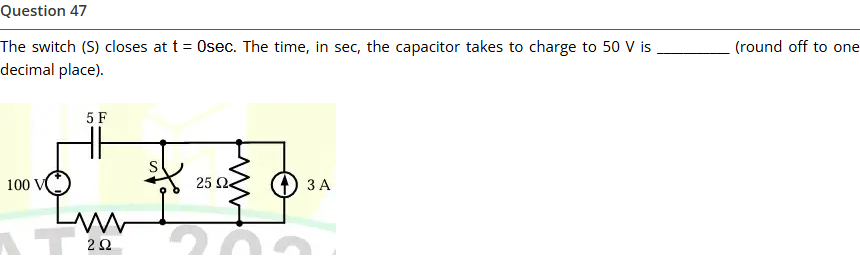 Question 47
The switch (S) closes at t = 0sec. The time, in sec, the capacitor takes to charge to 50 V is ________ (round off to one
decimal place).
5 F
S
100 V
25 Ω
3 A
2 Ω